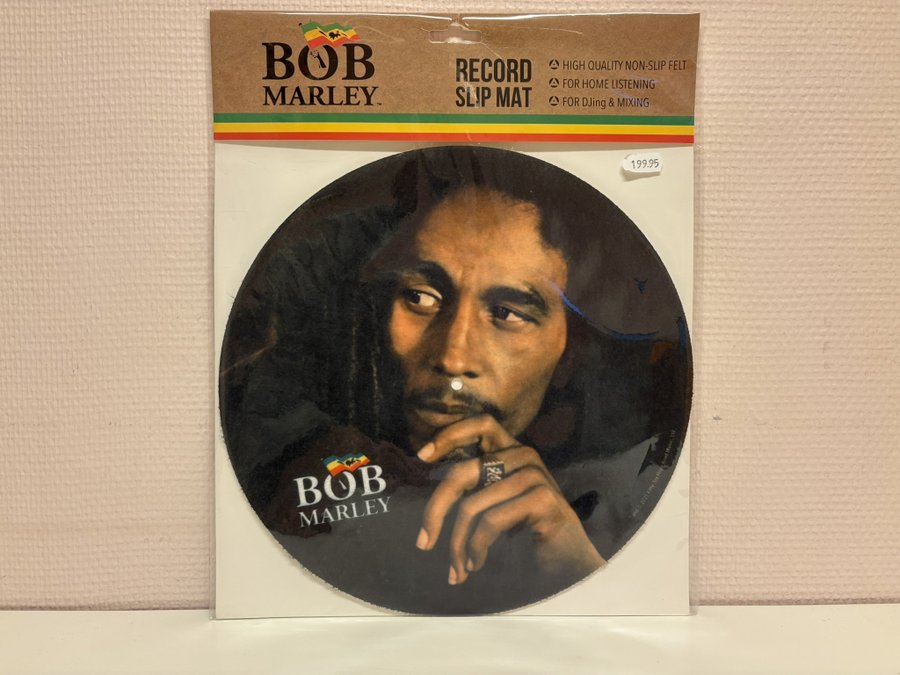 BOB
MARLEY™
RECORD
SLIP MAT
HIGH QUALITY NON-SLIP FELT
FOR HOME LISTENING
FOR DJing & MIXING
199.95
BOB
MARLEY